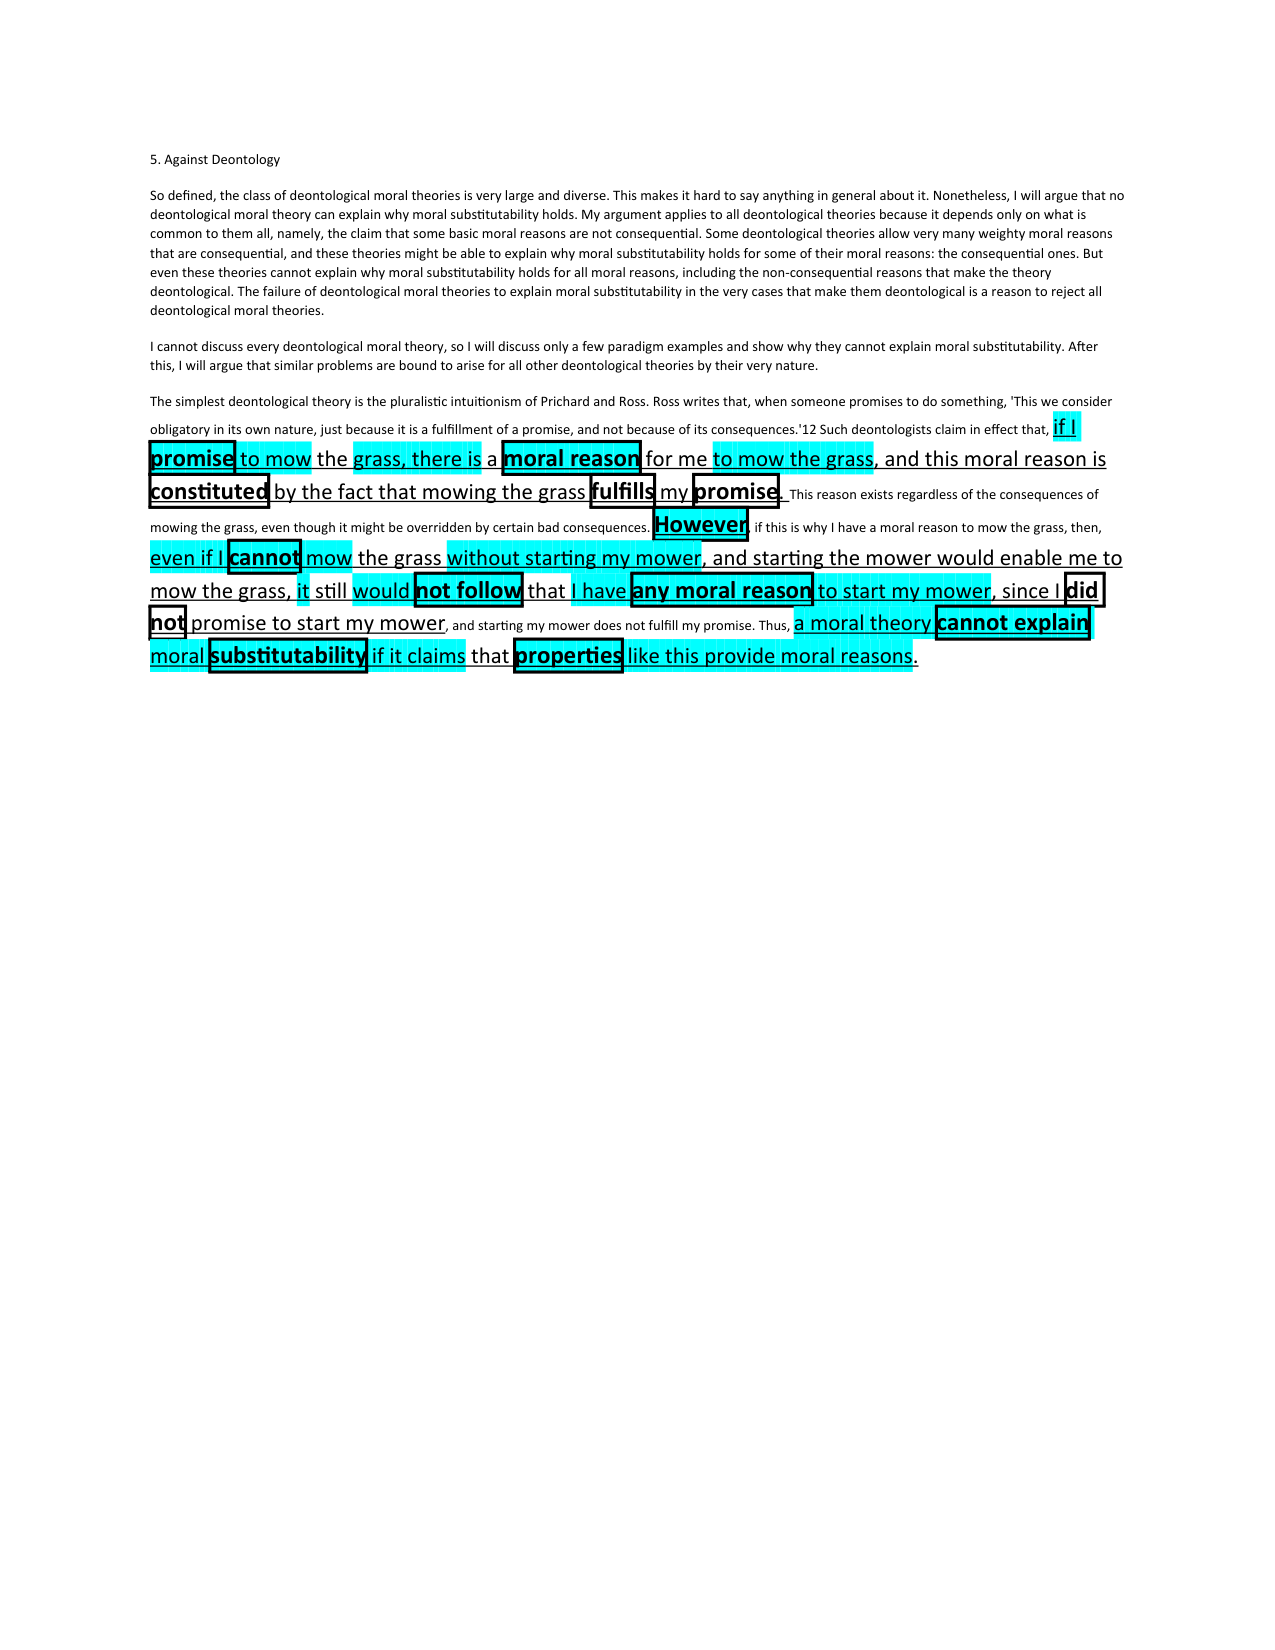 5. Against Deontology
So defined, the class of deontological moral theories is very large and diverse. This makes it hard to say anything in general about it. Nonetheless, I will argue that no
deontological moral theory can explain why moral substitutability holds. My argument applies to all deontological theories because it depends only on what is
common to them all, namely, the claim that some basic moral reasons are not consequential. Some deontological theories allow very many weighty moral reasons
that are consequential, and these theories might be able to explain why moral substitutability holds for some of their moral reasons: the consequential ones. But
even these theories cannot explain why moral substitutability holds for all moral reasons, including the non-consequential reasons that make the theory
deontological. The failure of deontological moral theories to explain moral substitutability in the very cases that make them deontological is a reason to reject all
deontological moral theories.
I cannot discuss every deontological moral theory, so I will discuss only a few paradigm examples and show why they cannot explain moral substitutability. After
this, I will argue that similar problems are bound to arise for all other deontological theories by their very nature.
The simplest deontological theory is the pluralistic intuitionism of Prichard and Ross. Ross writes that, when someone promises to do something, 'This we consider
obligatory in its own nature, just because it is a fulfillment of a promise, and not because of its consequences.'12 Such deontologists claim in effect that, if I
promise to mow the grass, there is a moral reason for me to mow the grass, and this moral reason is
constituted by the fact that mowing the grass fulfills my promise. This reason exists regardless of the consequences of
mowing the grass, even though it might be overridden by certain bad consequences. However, if this is why I have a moral reason to mow the grass, then,
even if I cannot mow the grass without starting my mower, and starting the mower would enable me to
mow the grass, it still would not follow that I have any moral reason to start my mower, since I did
not promise to start my mower, and starting my mower does not fulfill my promise. Thus, a moral theory cannot explain
moral substitutability if it claims that properties like this provide moral reasons.